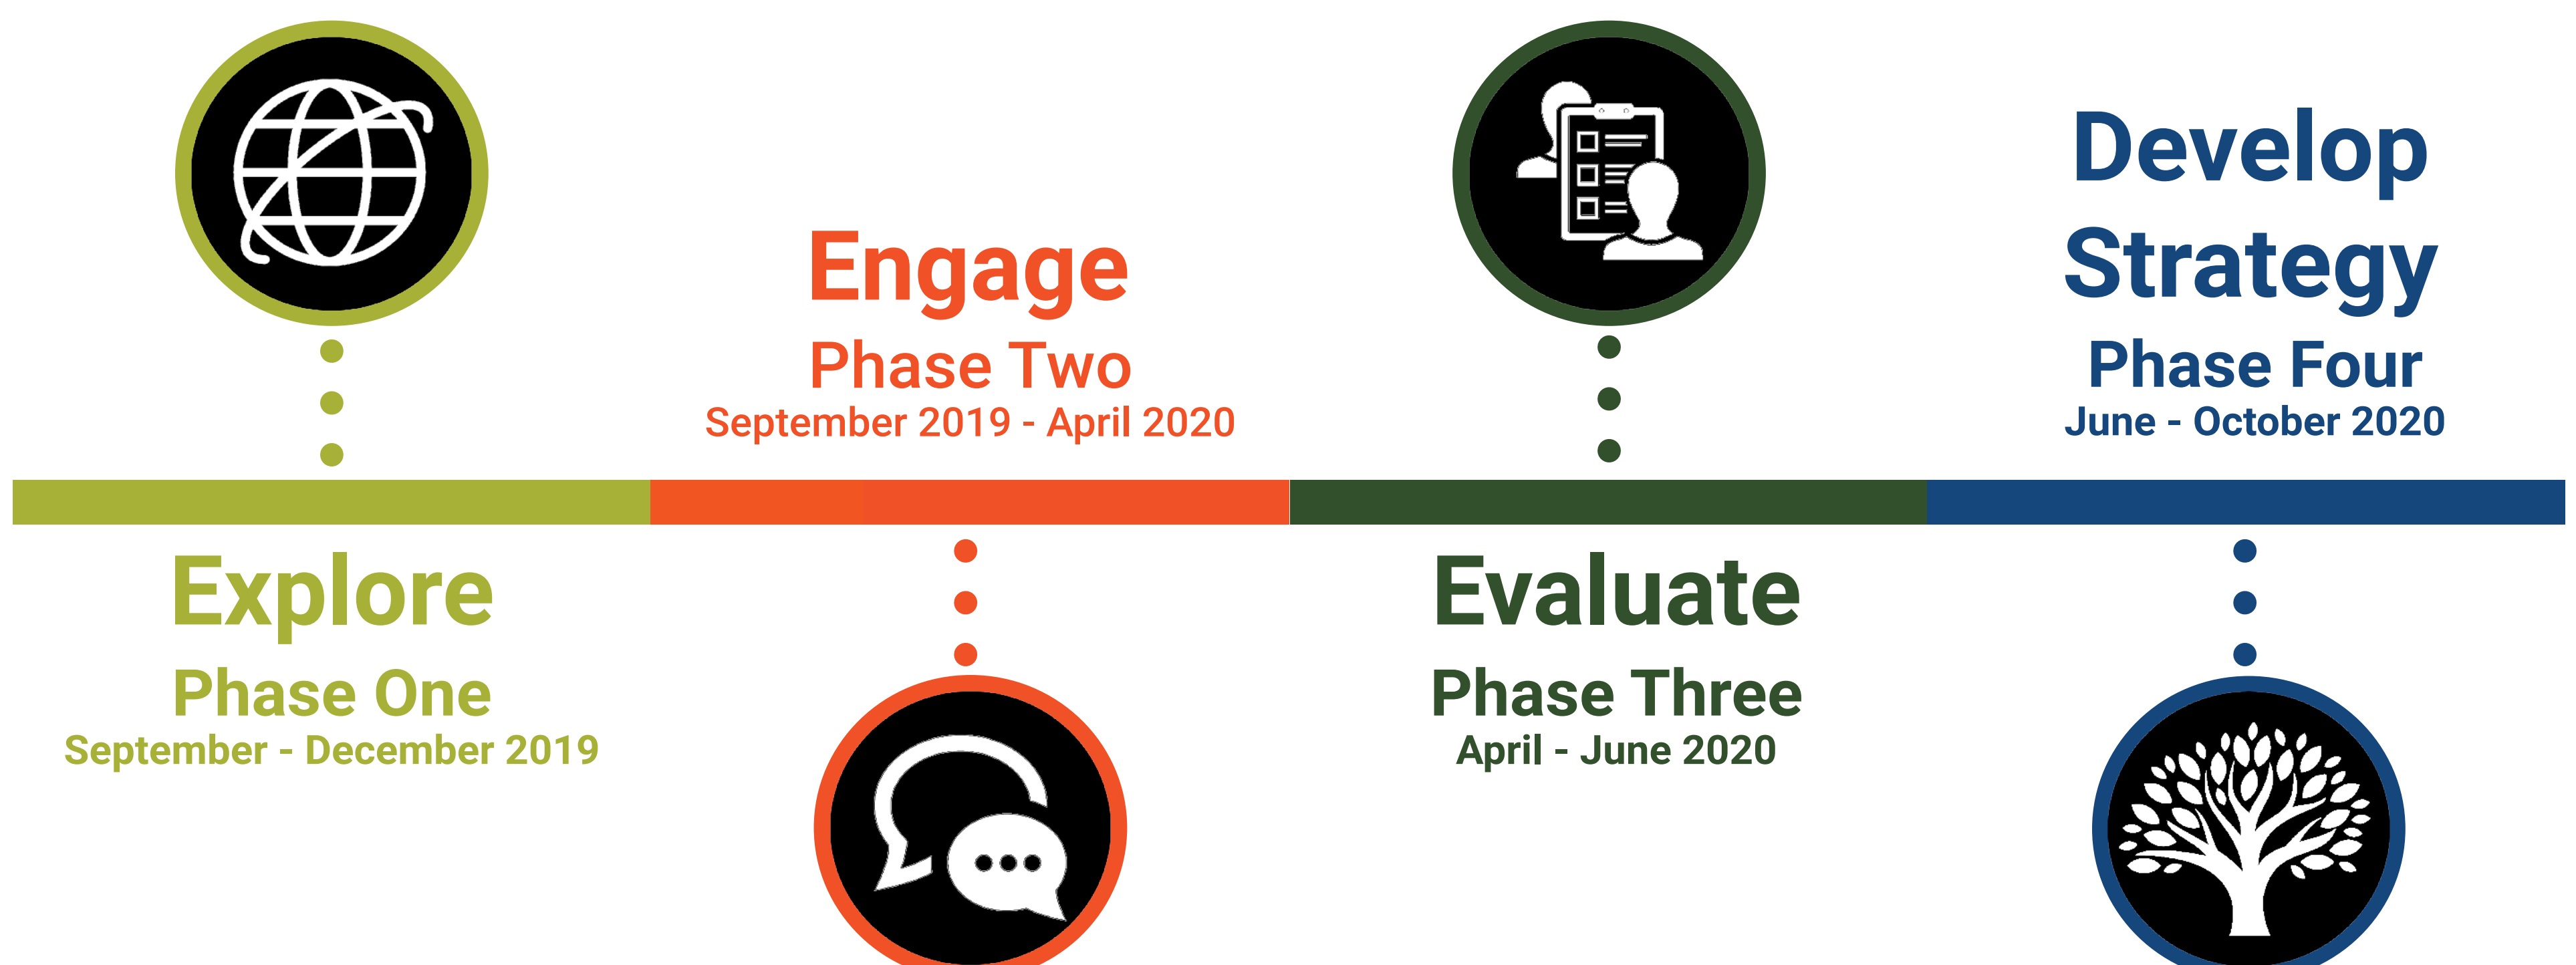 Explore
Phase One
September - December 2019
Engage
Phase Two
September 2019 - April 2020
Evaluate
Phase Three
April - June 2020
Develop
Strategy
Phase Four
June - October 2020